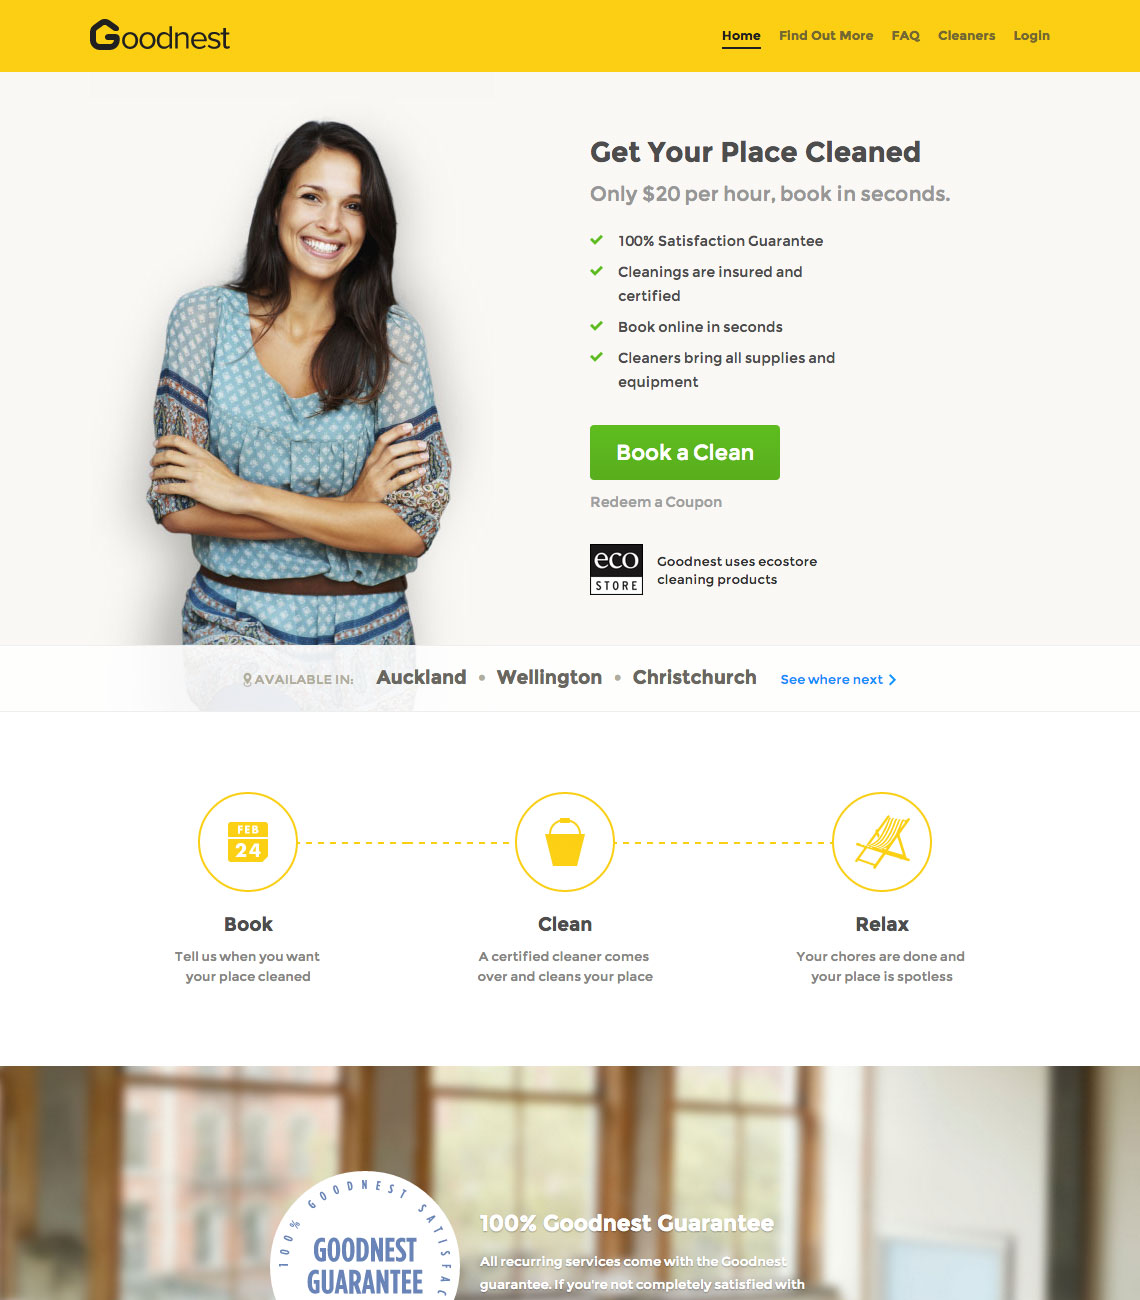 Goodnest
Home Find Out More FAQ Cleaners Login
Get Your Place Cleaned
Only $20 per hour, book in seconds.
100% Satisfaction Guarantee
Cleanings are insured and
certified
Book online in seconds
Cleaners bring all supplies and
equipment
Book a Clean
Redeem a Coupon
eco
STORE
Goodnest uses ecostore
cleaning products
AVAILABLE IN: Auckland • Wellington • Christchurch See where next
FEB
24
Book
Tell us when you want
your place cleaned
Clean
A certified cleaner comes
over and cleans your place
Relax
Your chores are done and
your place is spotless
100% GOODNEST SATISFAC
GOODNEST
GUARANTEE
100% Goodnest Guarantee
All recurring services come with the Goodnest
guarantee. If you're not completely satisfied with